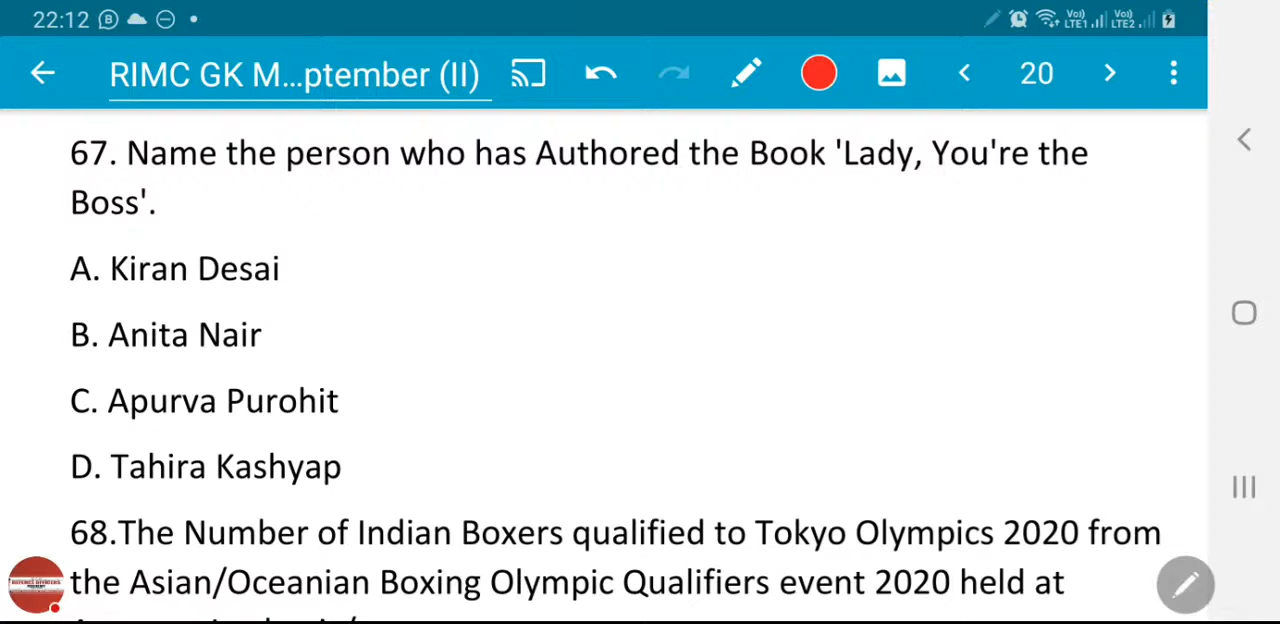 22:12
RIMC GK M...ptember (II)
20
67. Name the person who has Authored the Book 'Lady, You're the
Boss'.
A. Kiran Desai
B. Anita Nair
C. Apurva Purohit
D. Tahira Kashyap
68.The Number of Indian Boxers qualified to Tokyo Olympics 2020 from
the Asian/Oceanian Boxing Olympic Qualifiers event 2020 held at